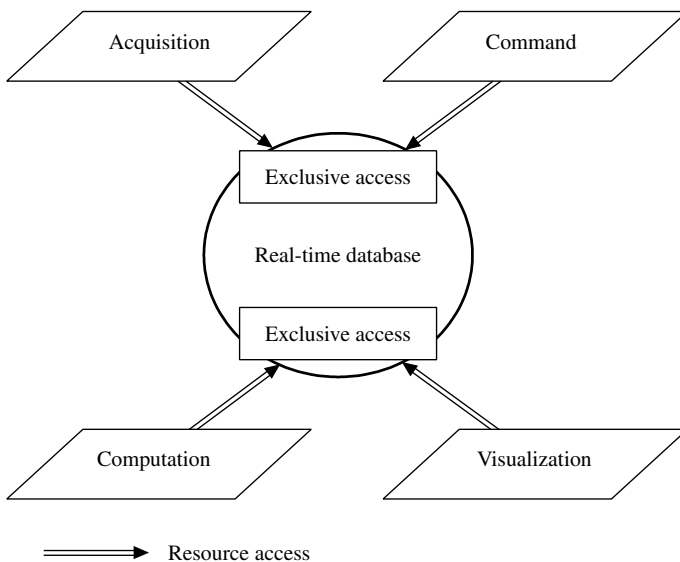 Acquisition
Command
Exclusive access
Real-time database
Exclusive access
Computation
Visualization
Resource access